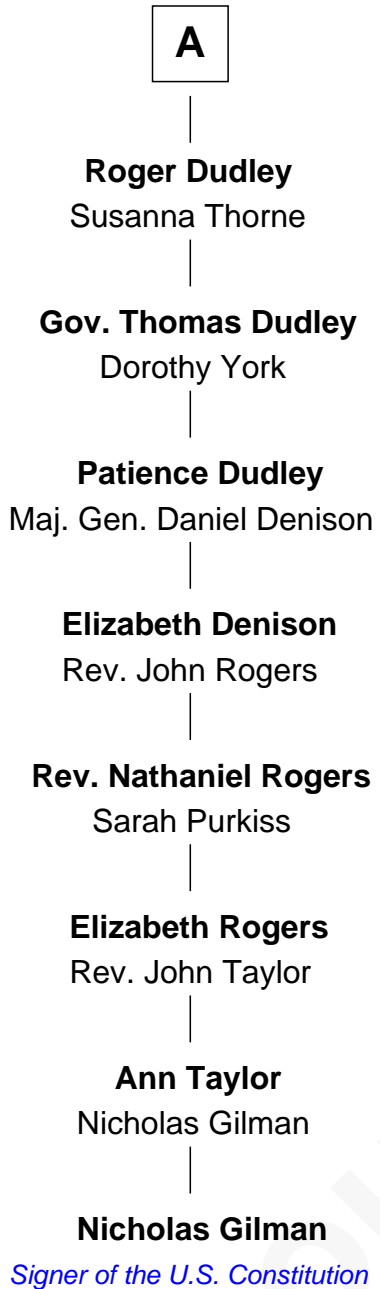 A
Roger Dudley
Susanna Thorne
Gov. Thomas Dudley
Dorothy York
Patience Dudley
Maj. Gen. Daniel Denison
Elizabeth Denison
Rev. John Rogers
Rev. Nathaniel Rogers
Sarah Purkiss
Elizabeth Rogers
Rev. John Taylor
Ann Taylor
Nicholas Gilman
Nicholas Gilman
Signer of the U.S. Constitution